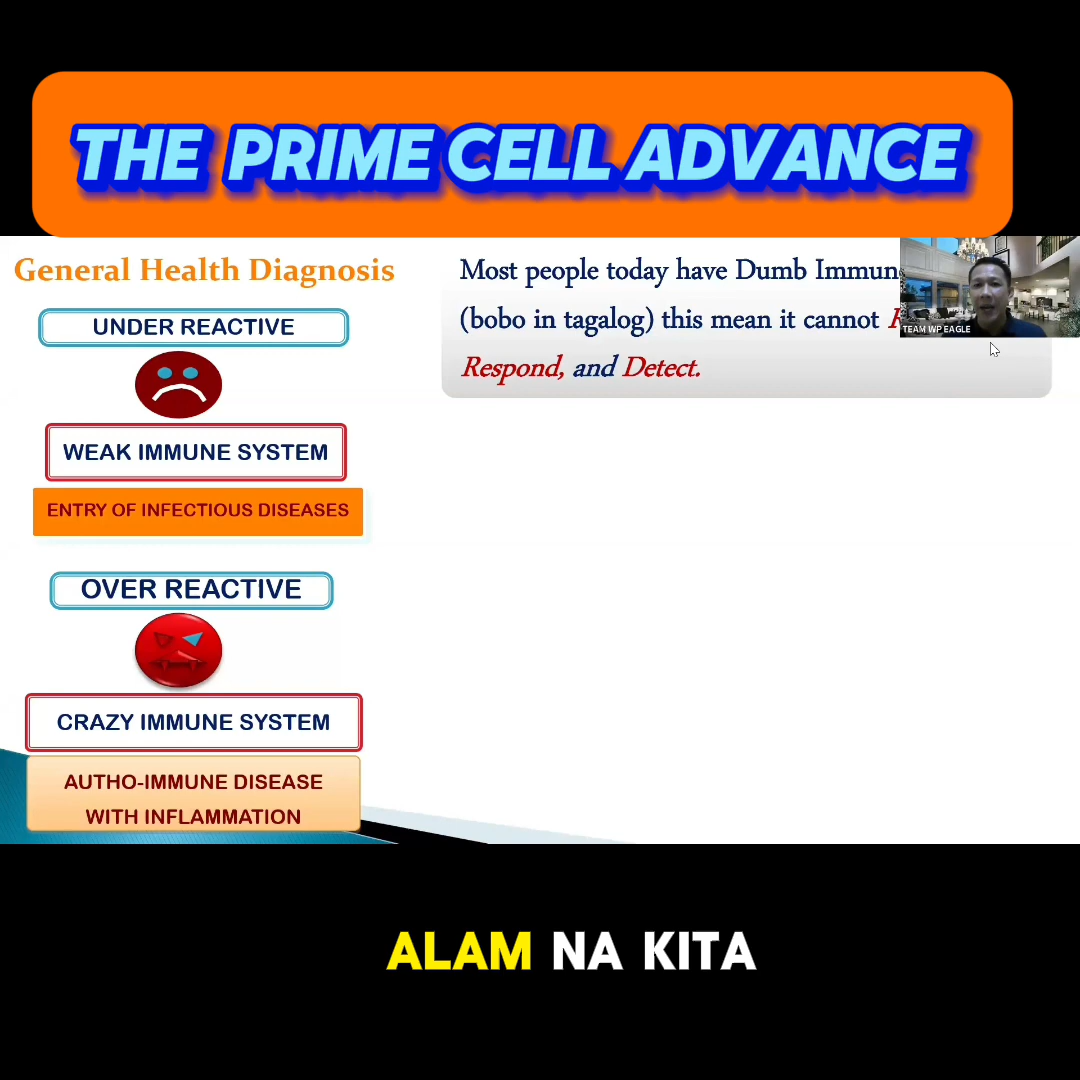 THE PRIME CELL ADVANCE
General Health Diagnosis
UNDER REACTIVE
WEAK IMMUNE SYSTEM
ENTRY OF INFECTIOUS DISEASES
OVER REACTIVE
CRAZY IMMUNE SYSTEM
AUTHO-IMMUNE DISEASE
WITH INFLAMMATION
Most people today have Dumb
(bobo in tagalog) this mean it cannot
Respond, and Detect.
TEAM WP EAGLE
ALAM NA KITA